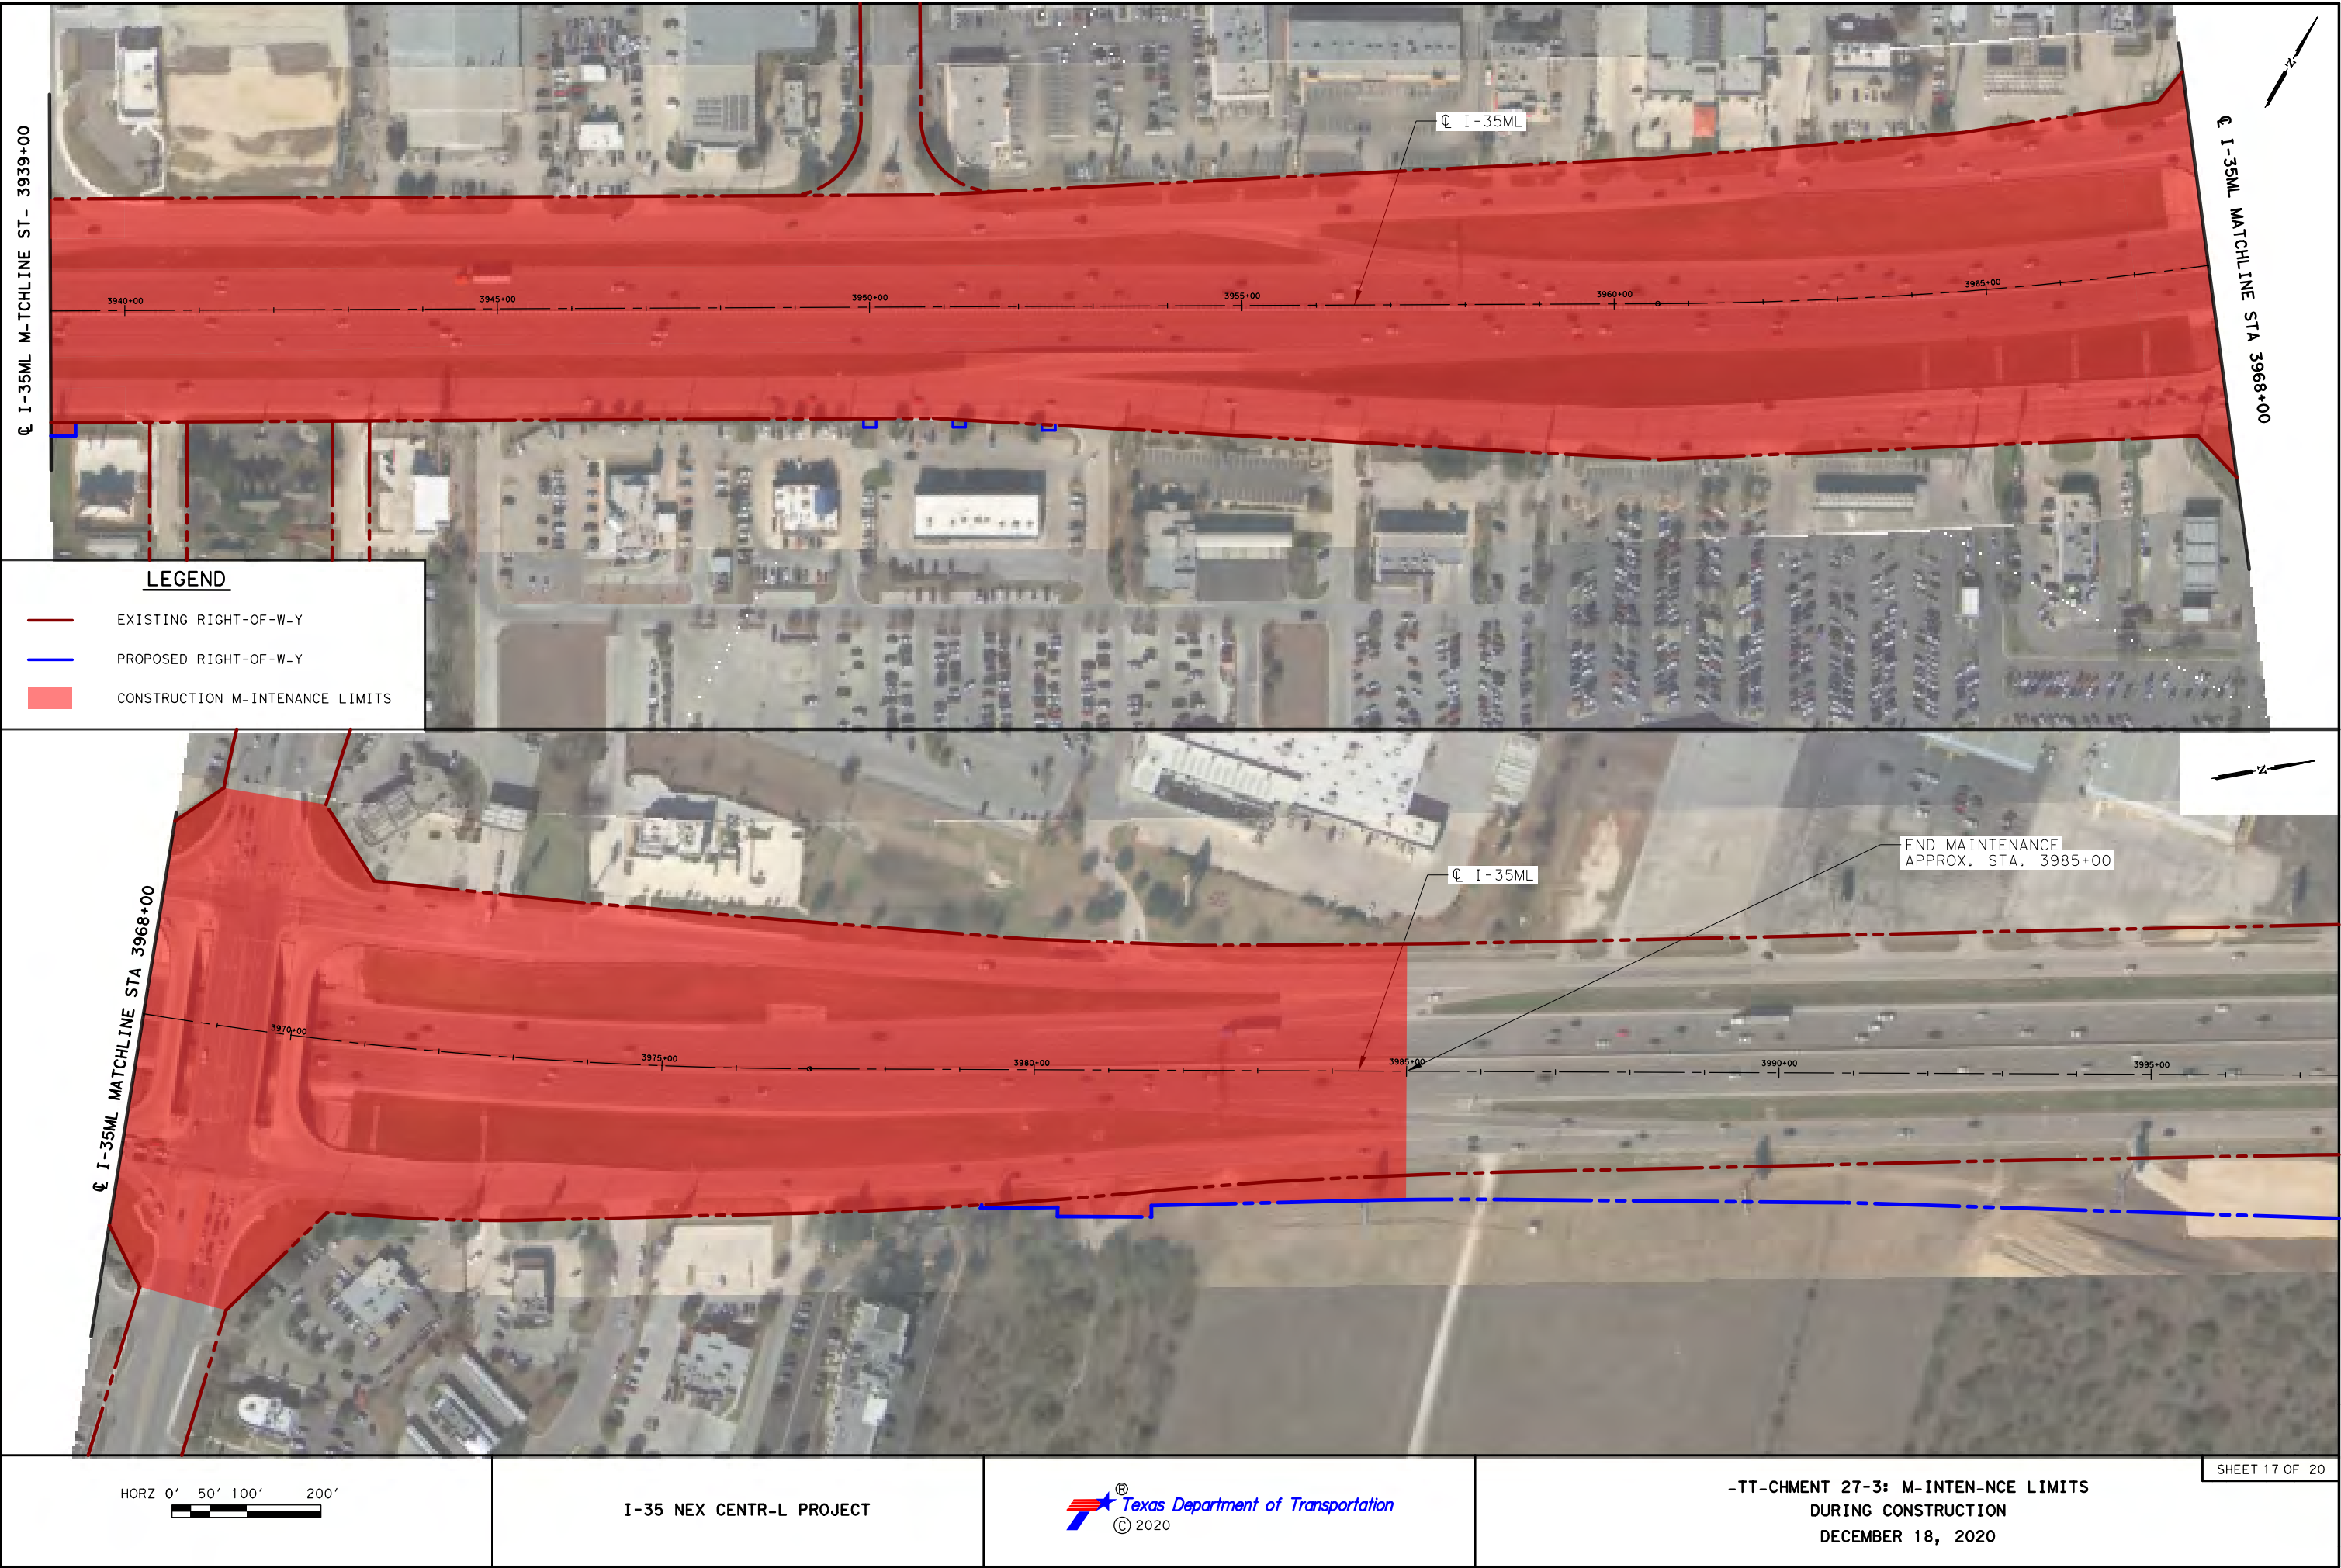 ℄ I-35ML M-TCHLINE ST- 3939+00
℄ I-35ML
N
℄ I-35ML MATCHLINE STA 3968+00
3940+00
3945+00
3950+00
3955+00
3960+00
3965+00
LEGEND
EXISTING RIGHT-OF-W-Y
PROPOSED RIGHT-OF-W-Y
CONSTRUCTION M-INTENANCE LIMITS
N
END MAINTENANCE
APPROX. STA. 3985+00
℄ I-35ML
℄ I-35ML MATCHLINE STA 3968+00
3970+00
3975+00
3980+00
3985+00
3990+00
3995+00
HORZ 0' 50' 100' 200'
I-35 NEX CENTR-L PROJECT
®
Texas Department of Transportation
© 2020
SHEET 17 OF 20
-TT-CHMENT 27-3: M-INTEN-NCE LIMITS
DURING CONSTRUCTION
DECEMBER 18, 2020